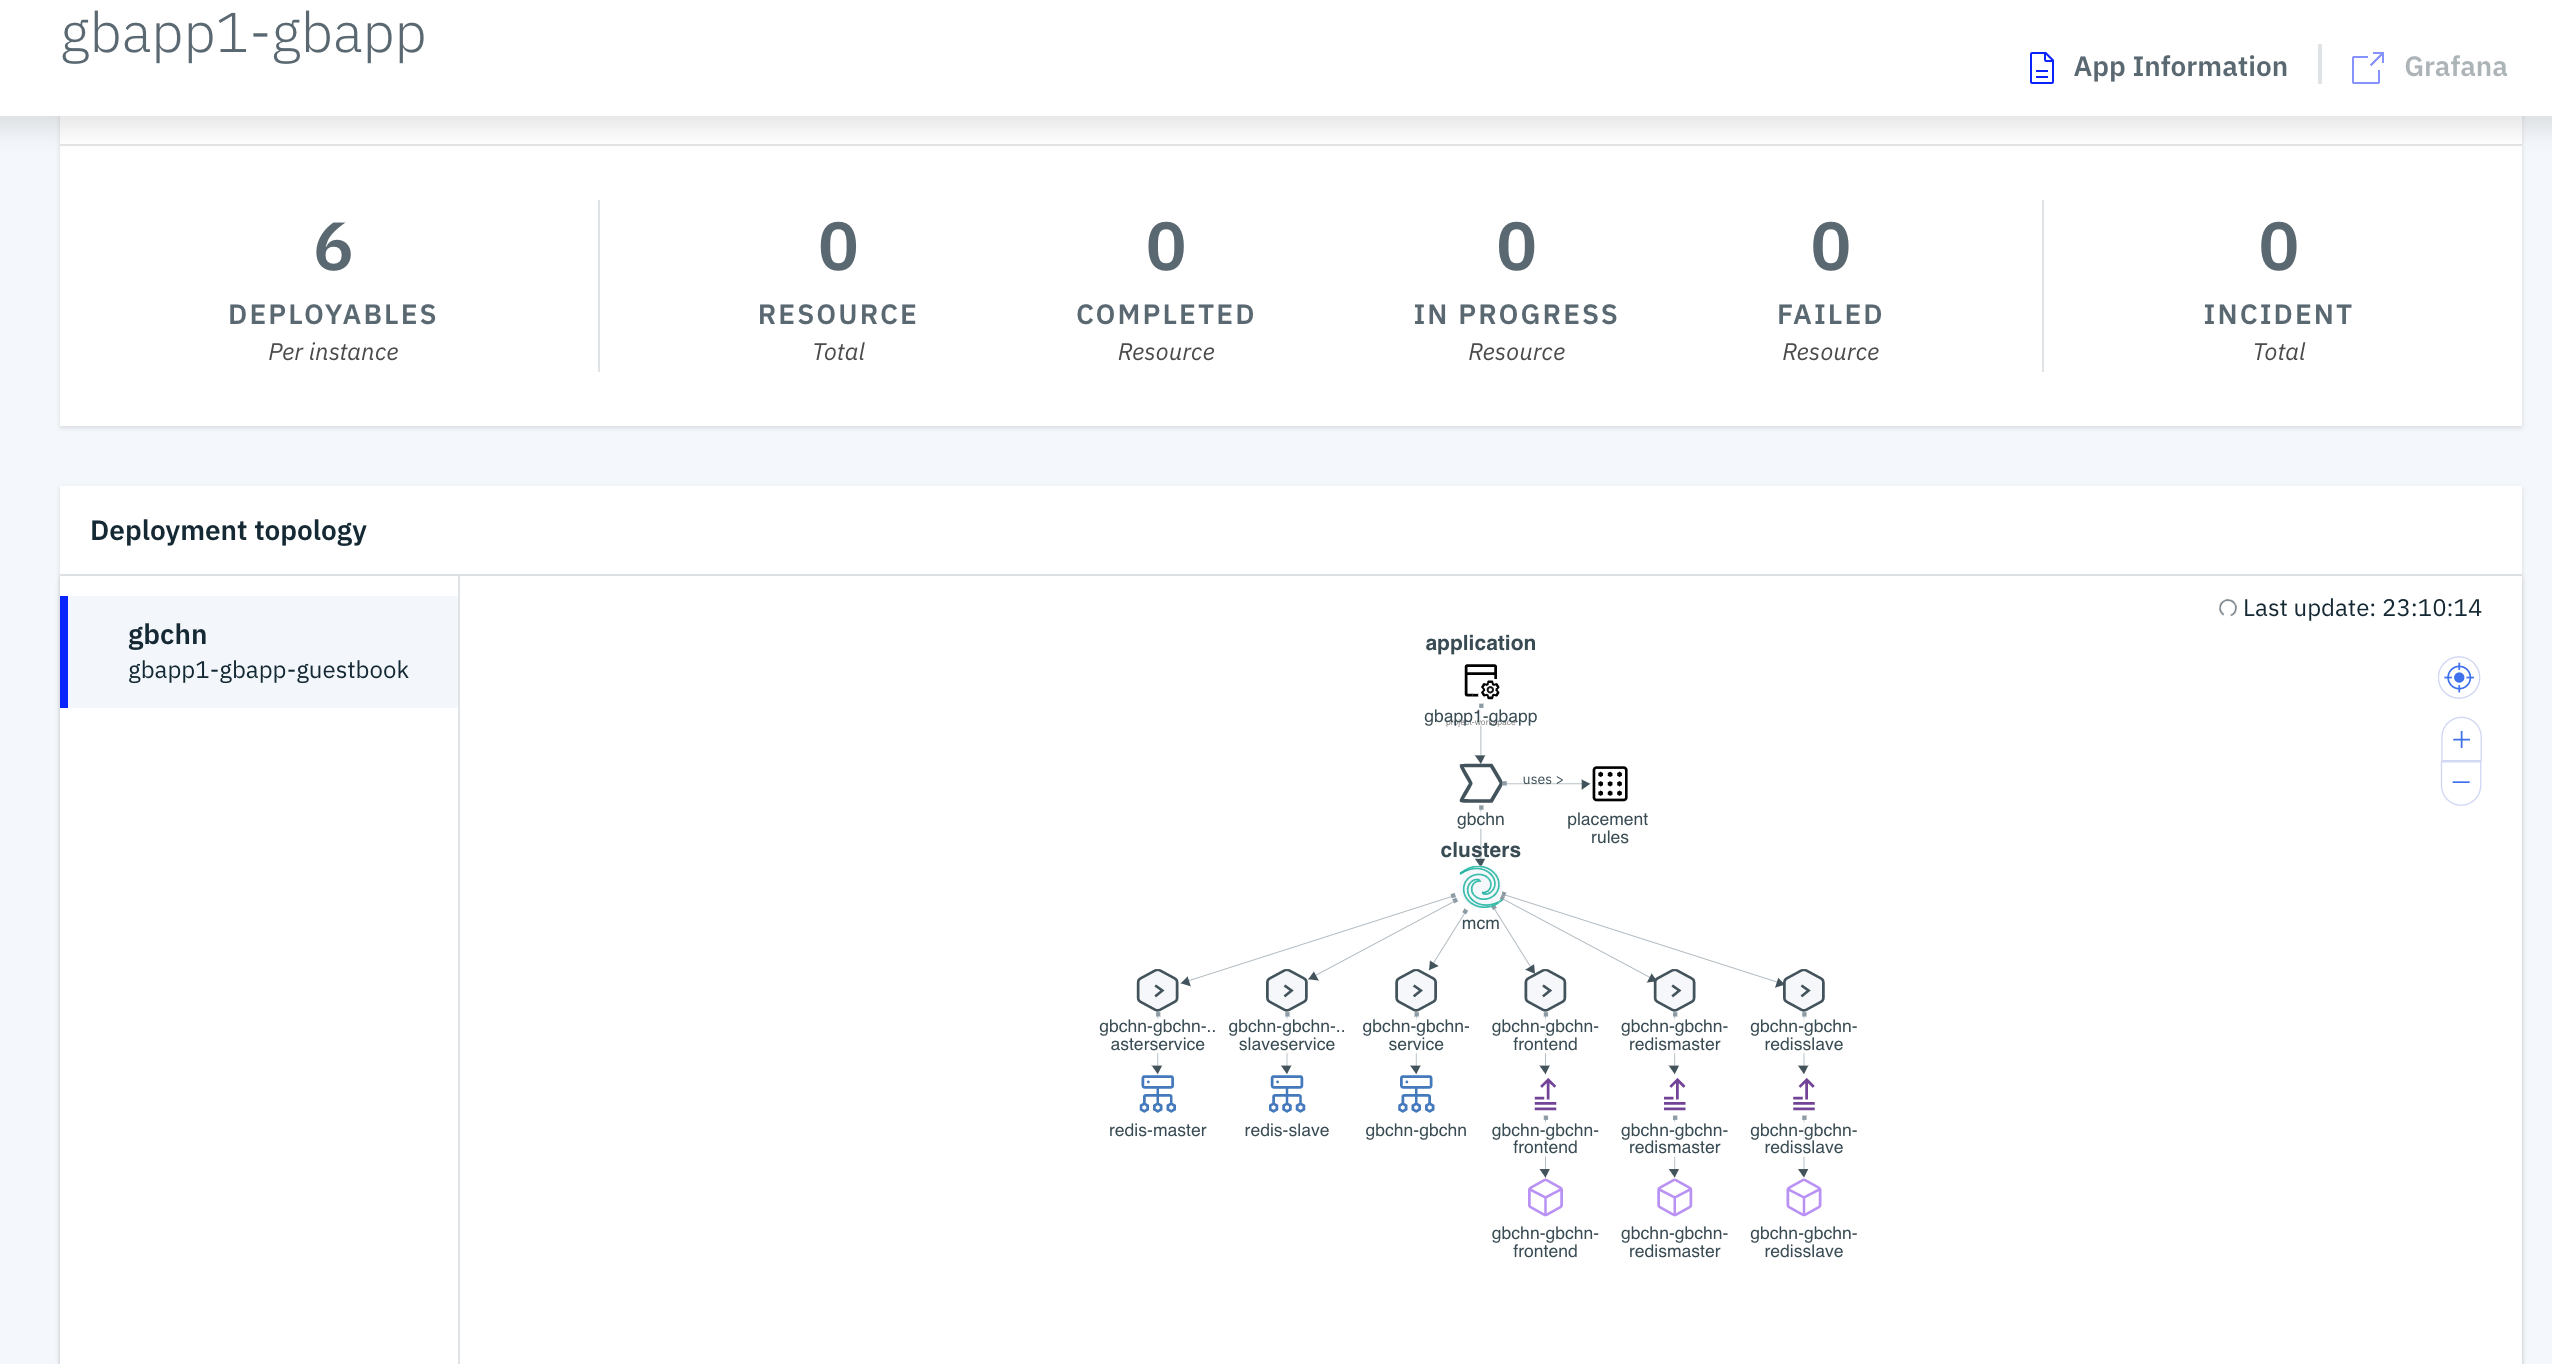 gbapp1-gbapp
App Information
Grafana
6
DEPLOYABLES
Per instance
0
RESOURCE
Total
0
COMPLETED
Resource
0
IN PROGRESS
Resource
0
FAILED
Resource
0
INCIDENT
Total
Deployment topology
gbchn
gbapp1-gbapp-guestbook
Last update: 23:10:14
application
gbapp1-gbapp
uses >
gbchn
placement
rules
clusters
mcm
gbchn-gbchn-..
asterservice
gbchn-gbchn-..
slaveservice
gbchn-gbchn-
service
gbchn-gbchn-
frontend
gbchn-gbchn-
redismaster
gbchn-gbchn-
redisslave
redis-master
redis-slave
gbchn-gbchn
gbchn-gbchn-
frontend
gbchn-gbchn-
redismaster
gbchn-gbchn-
redisslave
gbchn-gbchn-
frontend
gbchn-gbchn-
redismaster
gbchn-gbchn-
redisslave